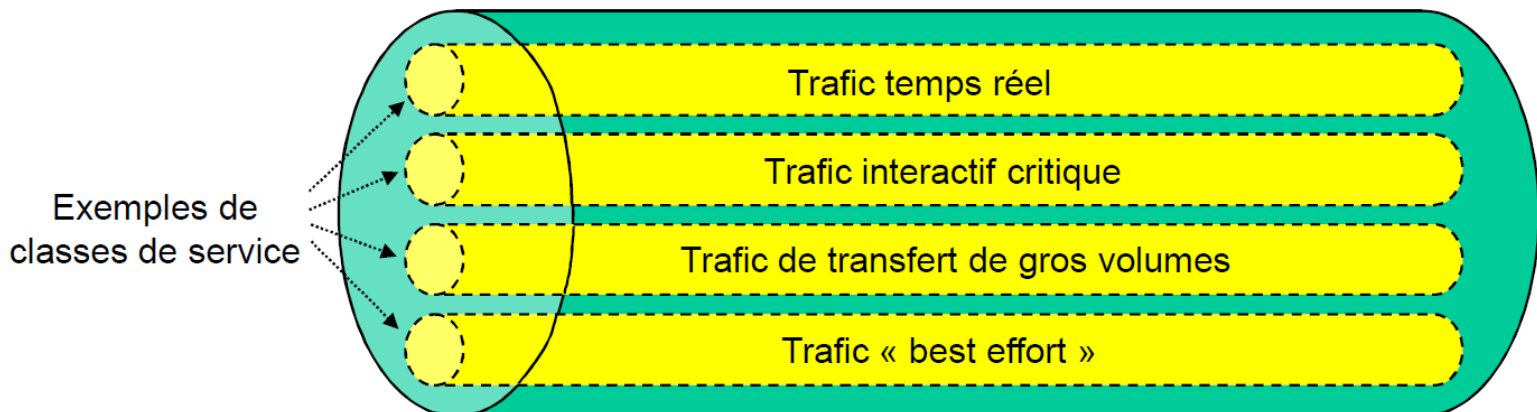 Trafic temps réel
Trafic interactif critique
Exemples de
classes de service
Trafic de transfert de gros volumes
Trafic « best effort »